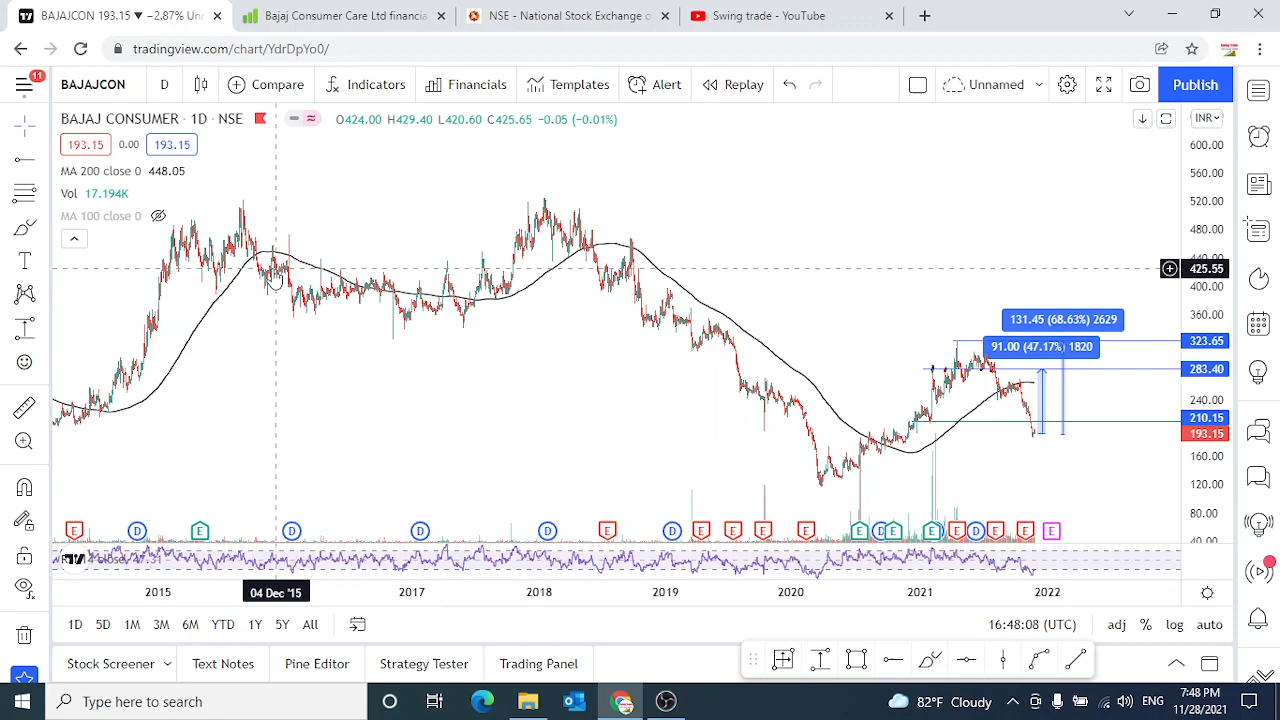 BAJAJCON 193.15 ▼ −2.87% Unr
Bajaj Consumer Care Ltd financia
NSE - National Stock Exchange o
Swing trade - YouTube
tradingview.com/chart/YdrDpYo0/
11
BAJAJCON
D
Compare
Indicators
Financials
Templates
Alert
Replay
Unnamed
Publish
BAJAJ CONSUMER · 1D · NSE
O424.00 H429.40 L420.60 C425.65 −0.05 (−0.01%)
INR
193.15
0.00
193.15
MA 200 close 0 448.05
Vol 17.194K
MA 100 close 0
600.00
560.00
520.00
480.00
440.00
425.55
400.00
360.00
131.45 (68.63%) 2629
91.00 (47.17%) 1820
323.65
283.40
240.00
210.15
193.15
160.00
120.00
80.00
40.00
E D E D D D E D E E E E E D E E E D E E E
2015
04 Dec '15
2017
2018
2019
2020
2021
2022
1D 5D 1M 3M 6M YTD 1Y 5Y All
16:48:08 (UTC)
adj % log auto
Stock Screener
Text Notes
Pine Editor
Strategy Tester
Trading Panel
Type here to search
82°F Cloudy
ENG
7:48 PM
11/28/2021